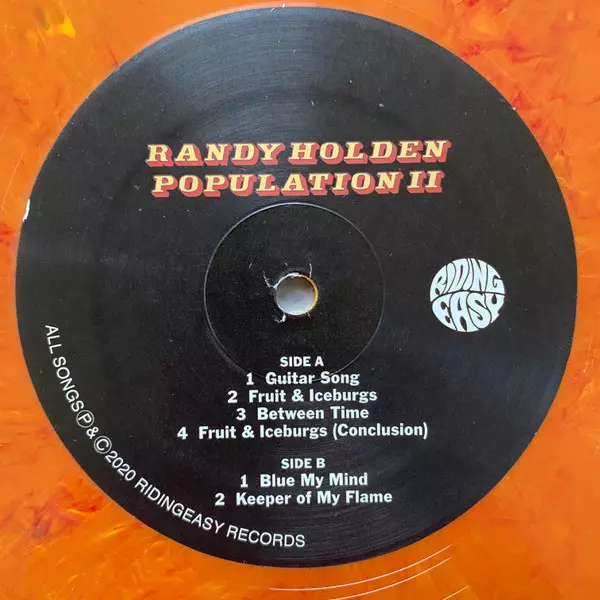 RANDY HOLDEN
POPULATION II
RIDING
EASY
SIDE A
1 Guitar Song
2 Fruit & Iceburgs
3 Between Time
4 Fruit & Iceburgs (Conclusion)
SIDE B
1 Blue My Mind
2 Keeper of My Flame
ALL SONGS Ⓟ & © 2020 RIDINGEASY RECORDS